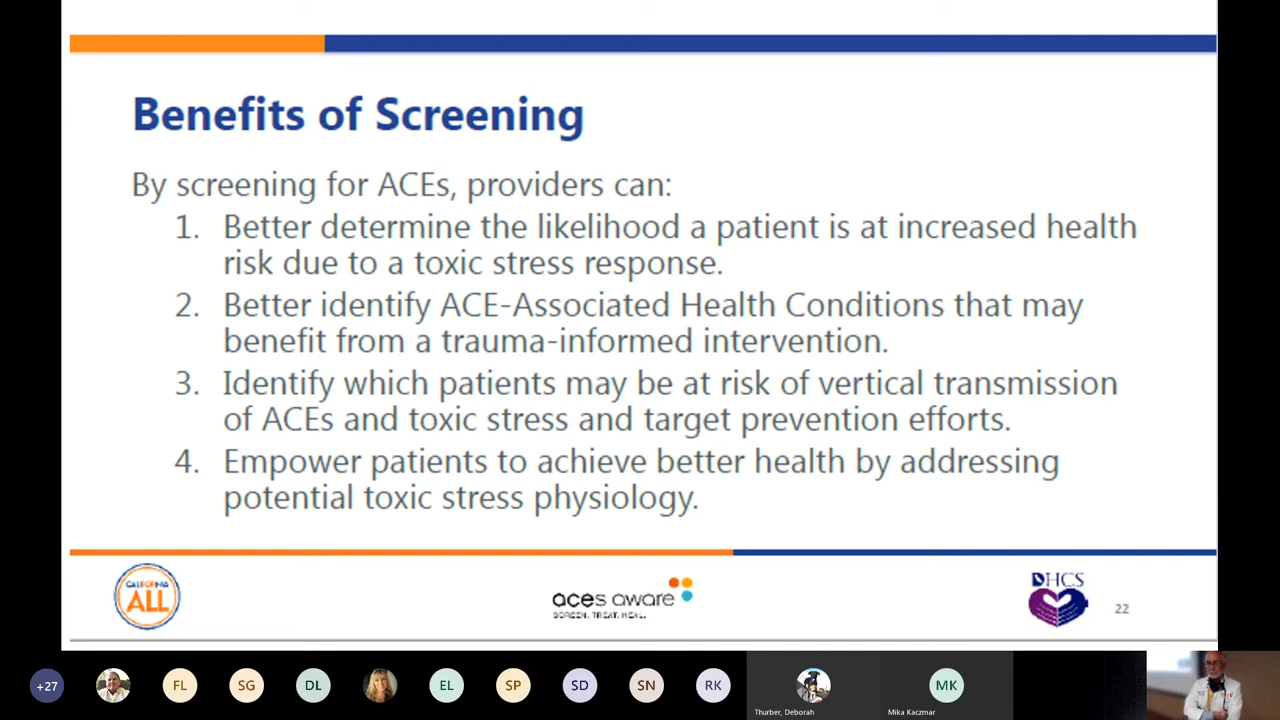 Benefits of Screening
By screening for ACEs, providers can:
1. Better determine the likelihood a patient is at increased health
risk due to a toxic stress response.
2. Better identify ACE-Associated Health Conditions that may
benefit from a trauma-informed intervention.
3. Identify which patients may be at risk of vertical transmission
of ACEs and toxic stress and target prevention efforts.
4. Empower patients to achieve better health by addressing
potential toxic stress physiology.
CALIFORNIA
ALL
aces aware
SCREEN. TREAT. HEAL.
DHCS
22
+27
FL
SG
DL
EL
SP
SD
SN
RK
MK
Thurber, Deborah
Mika Kaczmar